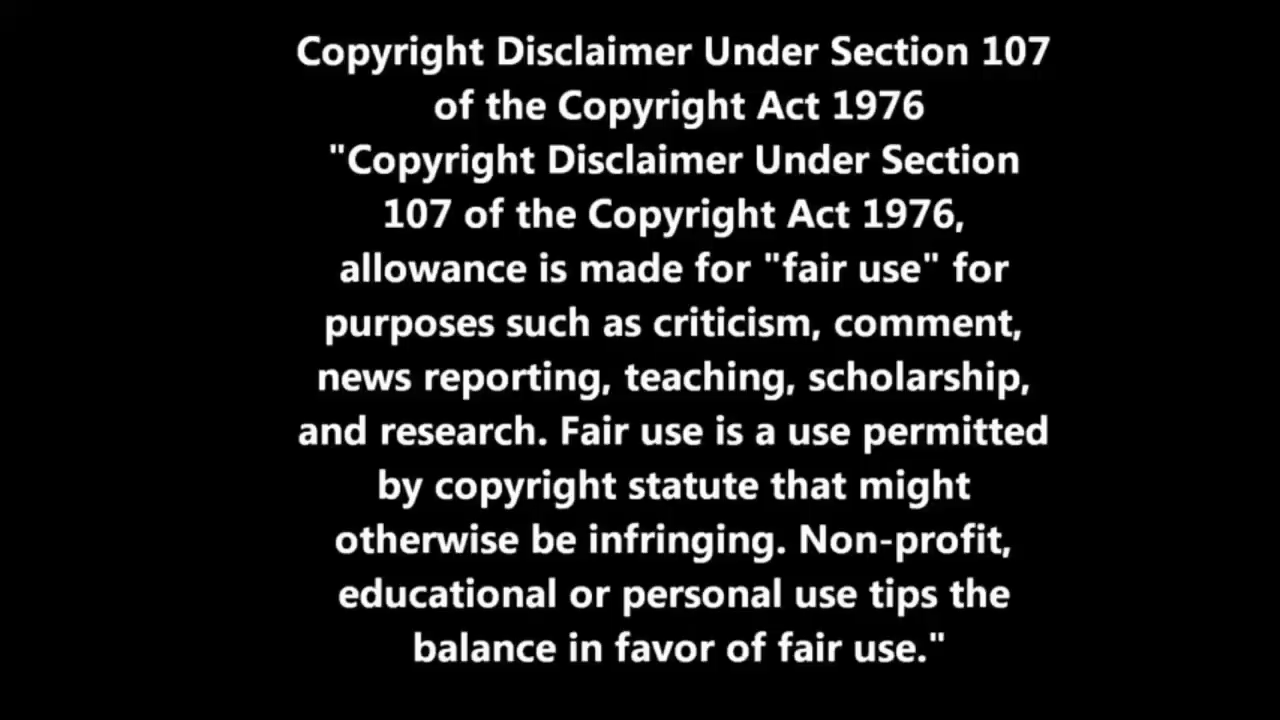 Copyright Disclaimer Under Section 107
of the Copyright Act 1976
"Copyright Disclaimer Under Section
107 of the Copyright Act 1976,
allowance is made for "fair use" for
purposes such as criticism, comment,
news reporting, teaching, scholarship,
and research. Fair use is a use permitted
by copyright statute that might
otherwise be infringing. Non-profit,
educational or personal use tips the
balance in favor of fair use."